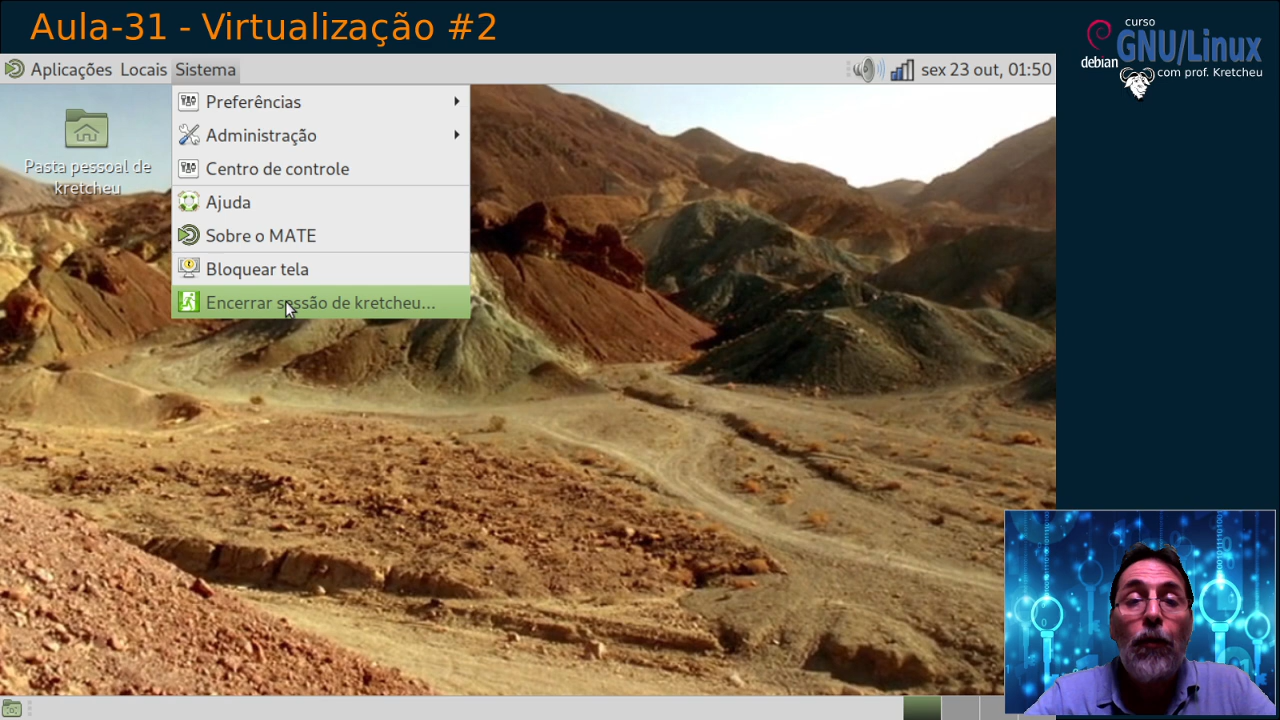 Aula-31 - Virtualização #2
curso
GNU/Linux
debian
com prof. Kretcheu
Aplicações Locais Sistema
sex 23 out, 01:50
Pasta pessoal de
kretcheu
Preferências
Administração
Centro de controle
Ajuda
Sobre o MATE
Bloquear tela
Encerrar sessão de kretcheu...